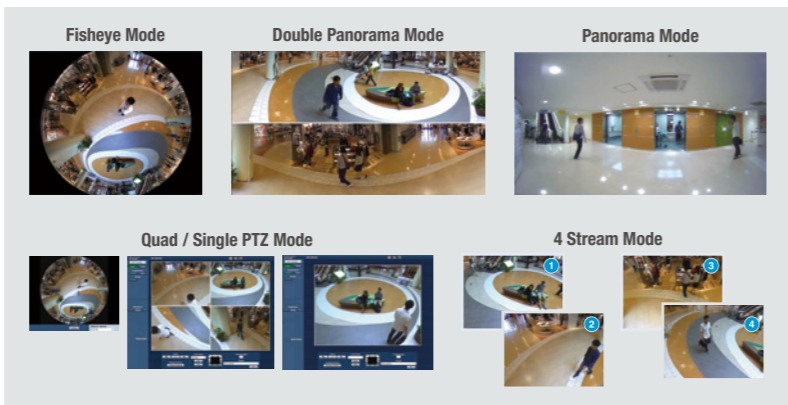 Fisheye Mode
Double Panorama Mode
Panorama Mode
Quad / Single PTZ Mode
4 Stream Mode
1
2
3
4